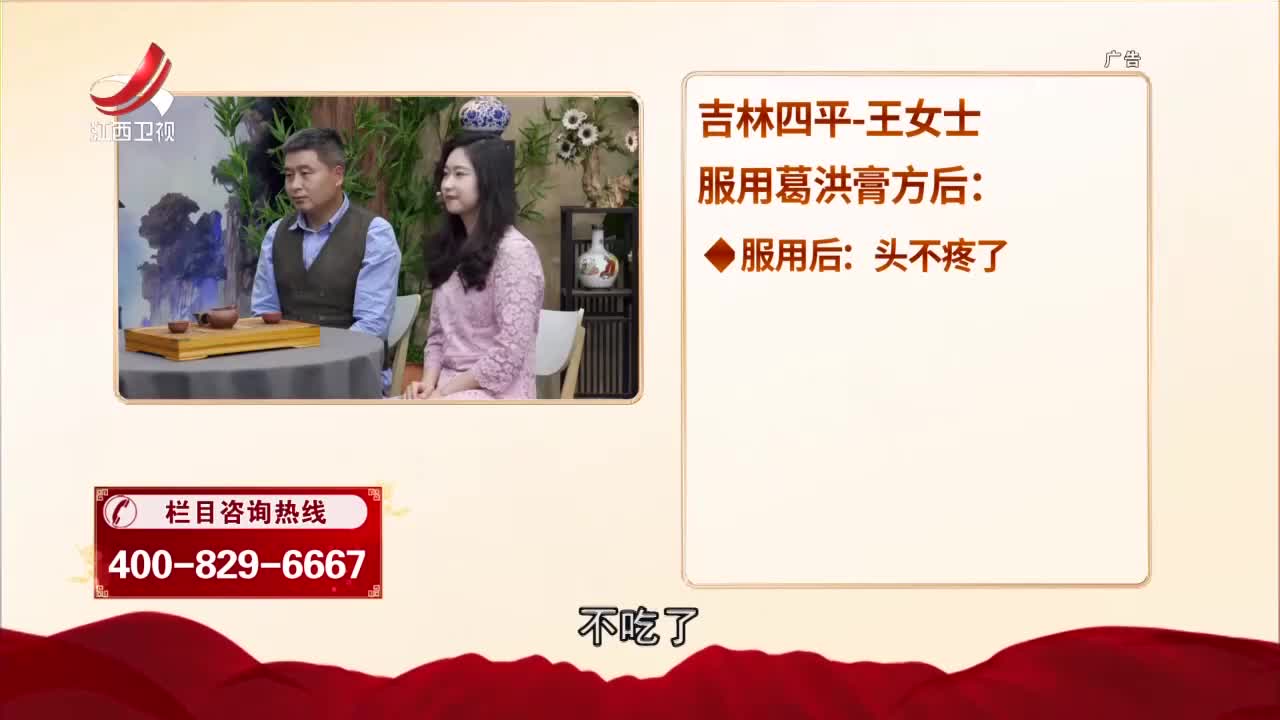 广告
江西卫视
吉林四平-王女士
服用葛洪膏方后：
服用后：头不疼了
栏目咨询热线
400-829-6667
不吃了